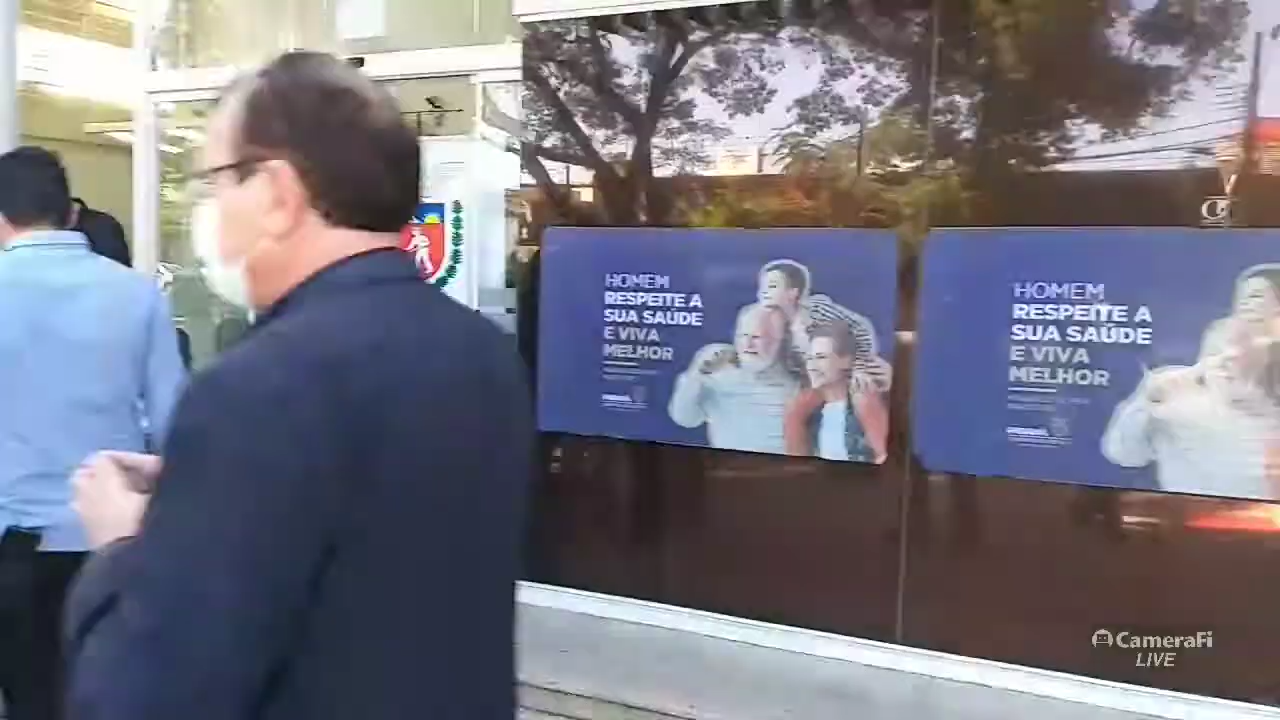 HOMEM
RESPEITE A
SUA SAÚDE
E VIVA
MELHOR
HOMEM
RESPEITE A
SUA SAÚDE
E VIVA
MELHOR
CameraFi
LIVE